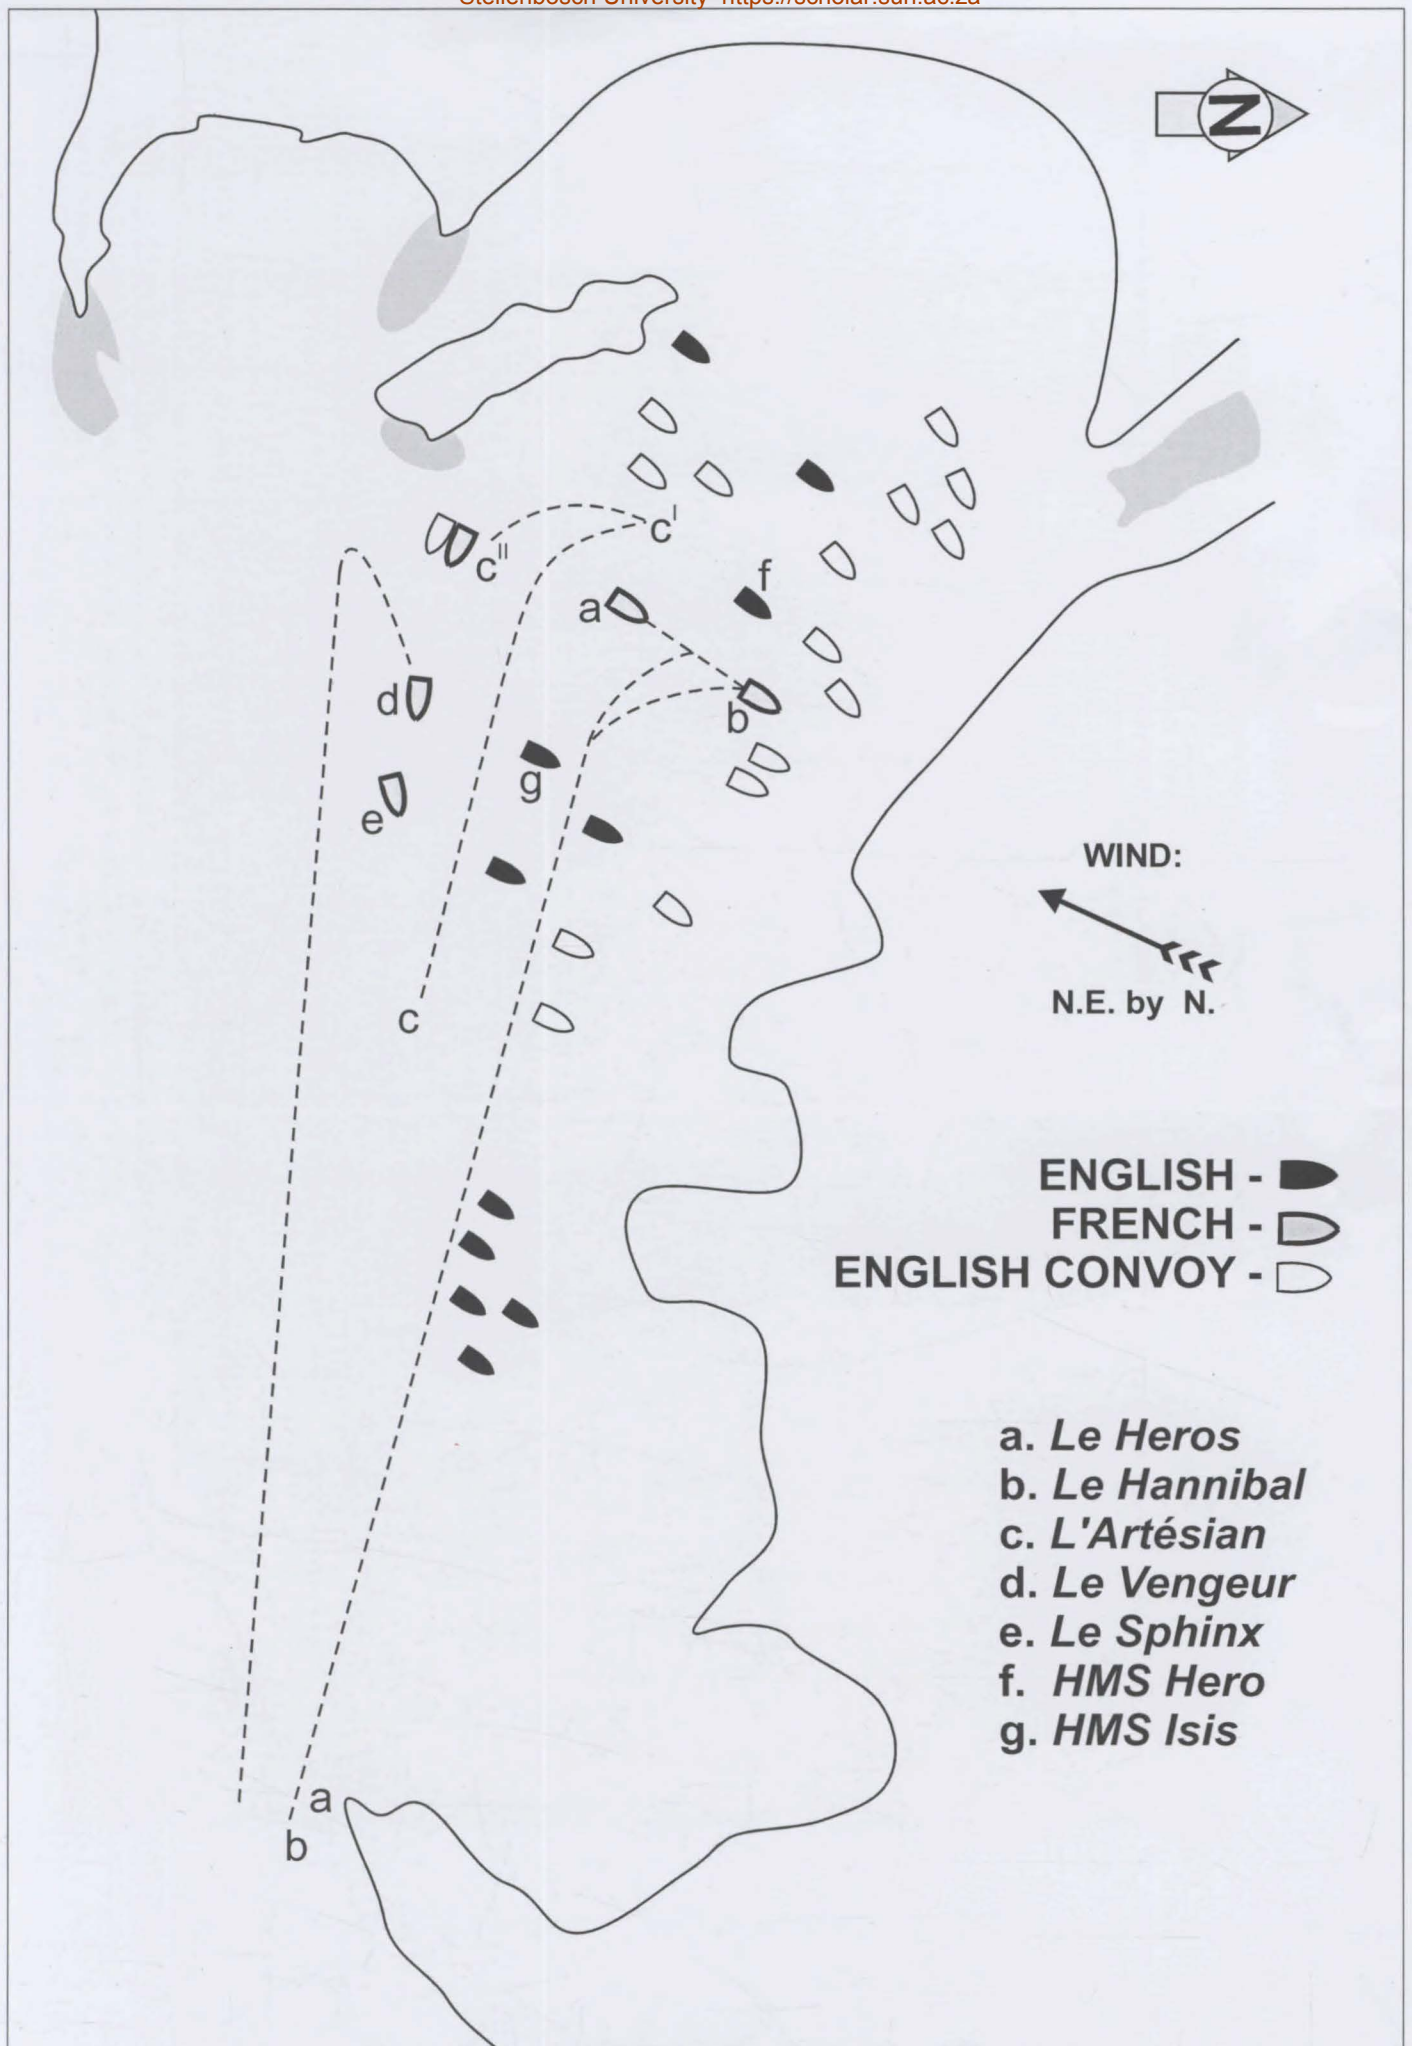 Stellenbosch University https://scholar.sun.ac.za
N
c'
c"
f
a
d
b
g
e
WIND:
c
N.E. by N.
ENGLISH -
FRENCH -
ENGLISH CONVOY -
a. Le Heros
b. Le Hannibal
c. L'Artésian
d. Le Vengeur
e. Le Sphinx
f. HMS Hero
g. HMS Isis
a
b